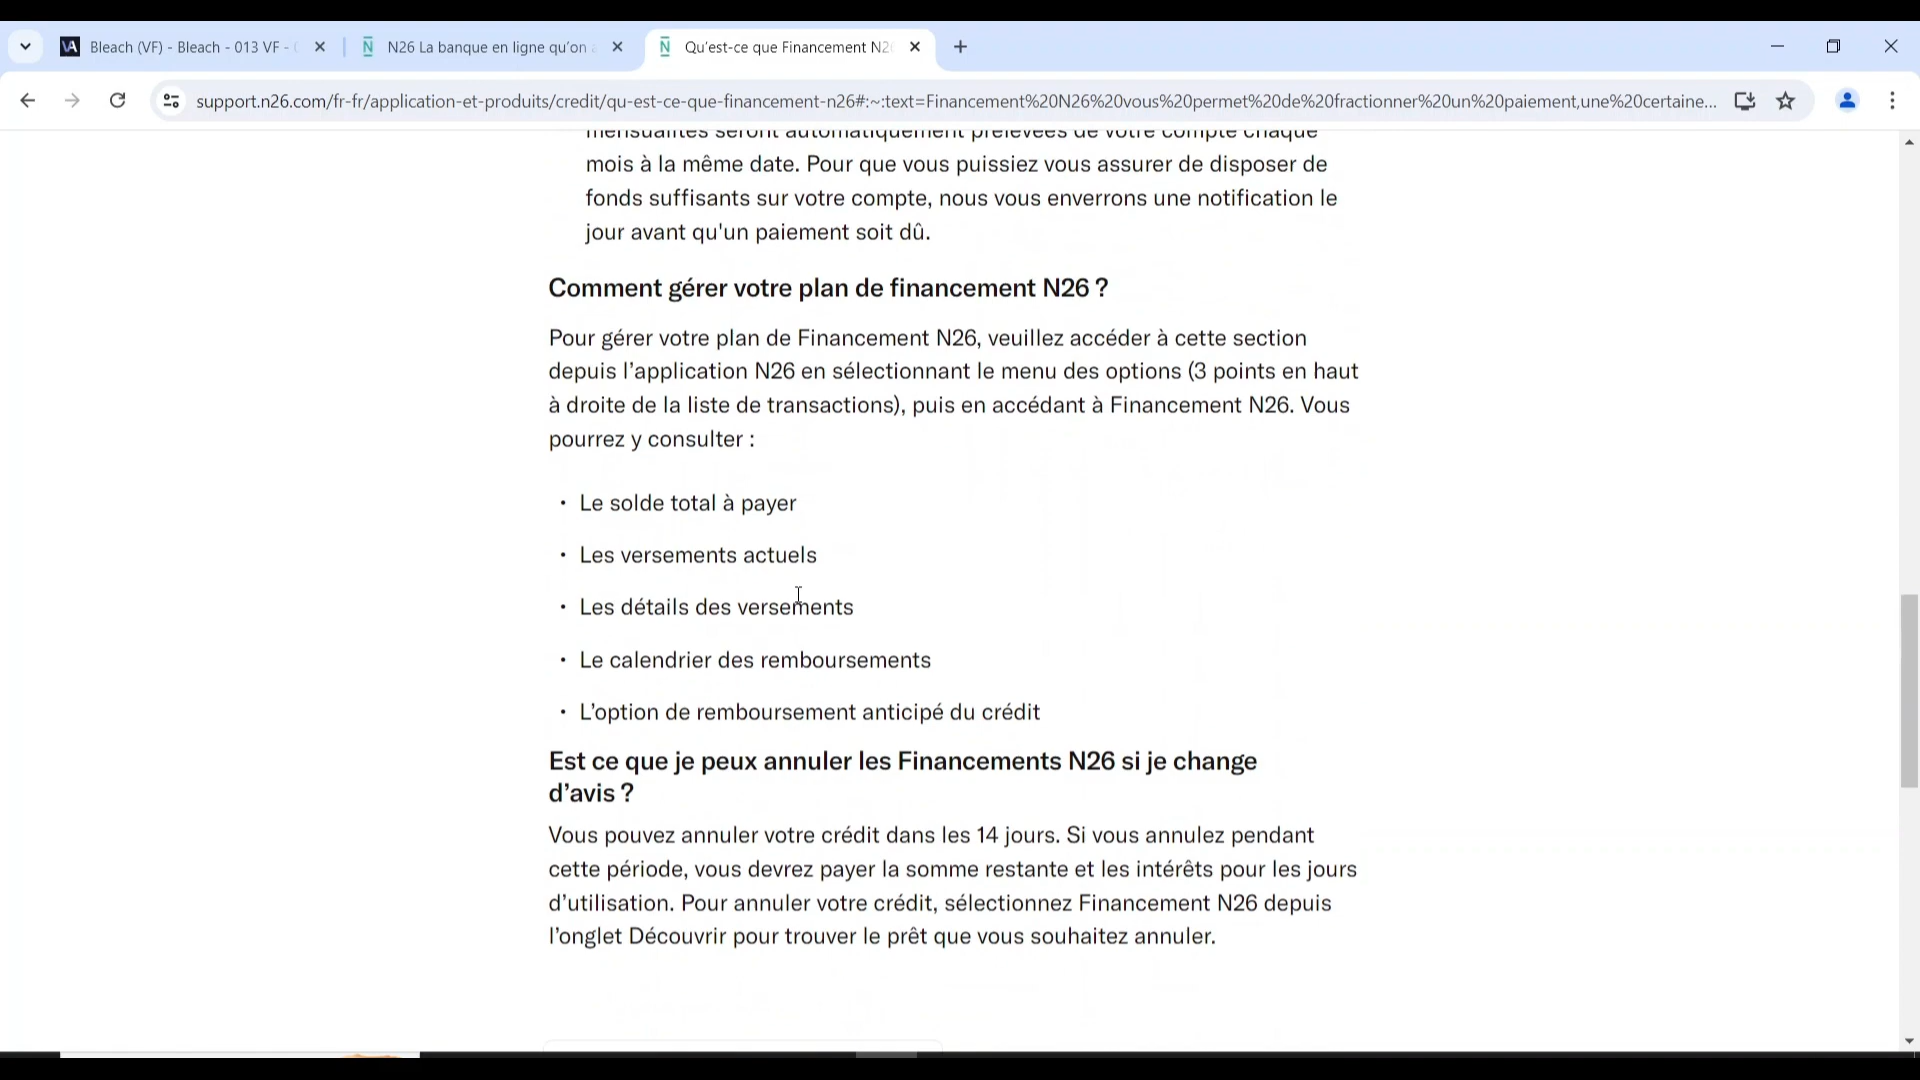 Bleach (VF) - Bleach - 013 VF -
N26 La banque en ligne qu'on
Qu'est-ce que Financement N2
support.n26.com/fr-fr/application-et-produits/credit/qu-est-ce-que-financement-n26#:~:text=Financement%20N26%20vous%20permet%20de%20fractionner%20un%20paiement,une%20certaine...
mensualités seront automatiquement prélevées de votre compte chaque
mois à la même date. Pour que vous puissiez vous assurer de disposer de
fonds suffisants sur votre compte, nous vous enverrons une notification le
jour avant qu'un paiement soit dû.
Comment gérer votre plan de financement N26 ?
Pour gérer votre plan de Financement N26, veuillez accéder à cette section
depuis l’application N26 en sélectionnant le menu des options (3 points en haut
à droite de la liste de transactions), puis en accédant à Financement N26. Vous
pourrez y consulter :
• Le solde total à payer
• Les versements actuels
• Les détails des versements
• Le calendrier des remboursements
• L’option de remboursement anticipé du crédit
Est ce que je peux annuler les Financements N26 si je change
d’avis ?
Vous pouvez annuler votre crédit dans les 14 jours. Si vous annulez pendant
cette période, vous devrez payer la somme restante et les intérêts pour les jours
d’utilisation. Pour annuler votre crédit, sélectionnez Financement N26 depuis
l’onglet Découvrir pour trouver le prêt que vous souhaitez annuler.